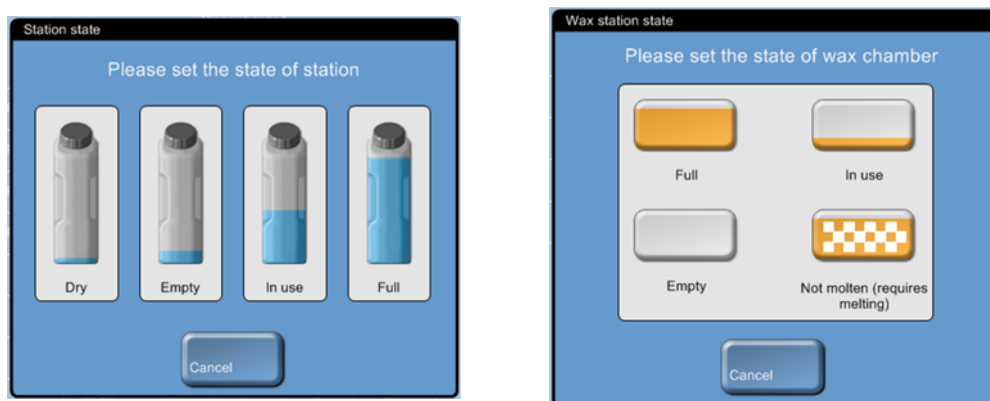 Station state
Please set the state of station
Dry
Empty
In use
Full
Cancel
Wax station state
Please set the state of wax chamber
Full
In use
Empty
Not molten (requires
melting)
Cancel